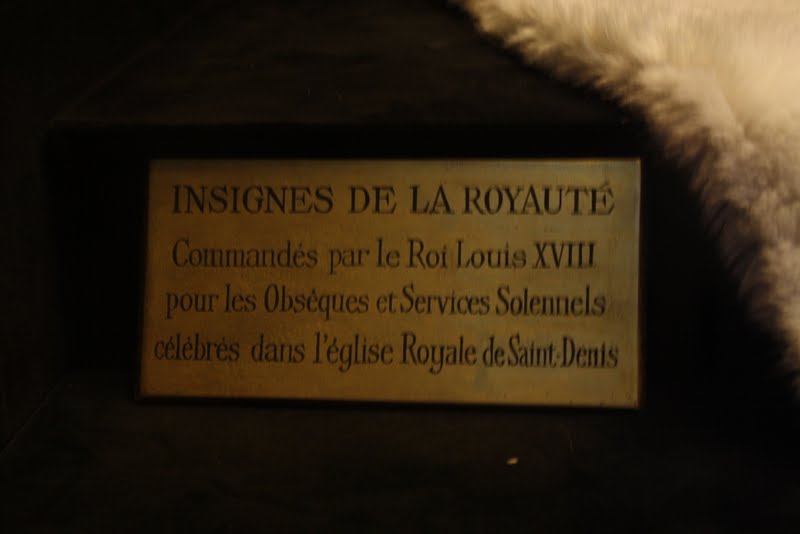 INSIGNES DE LA ROYAUTÉ
Commandés par le Roi Louis XVIII
pour les Obsêques et Services Solennels
célébrés dans l'église Royale de Saint-Denis